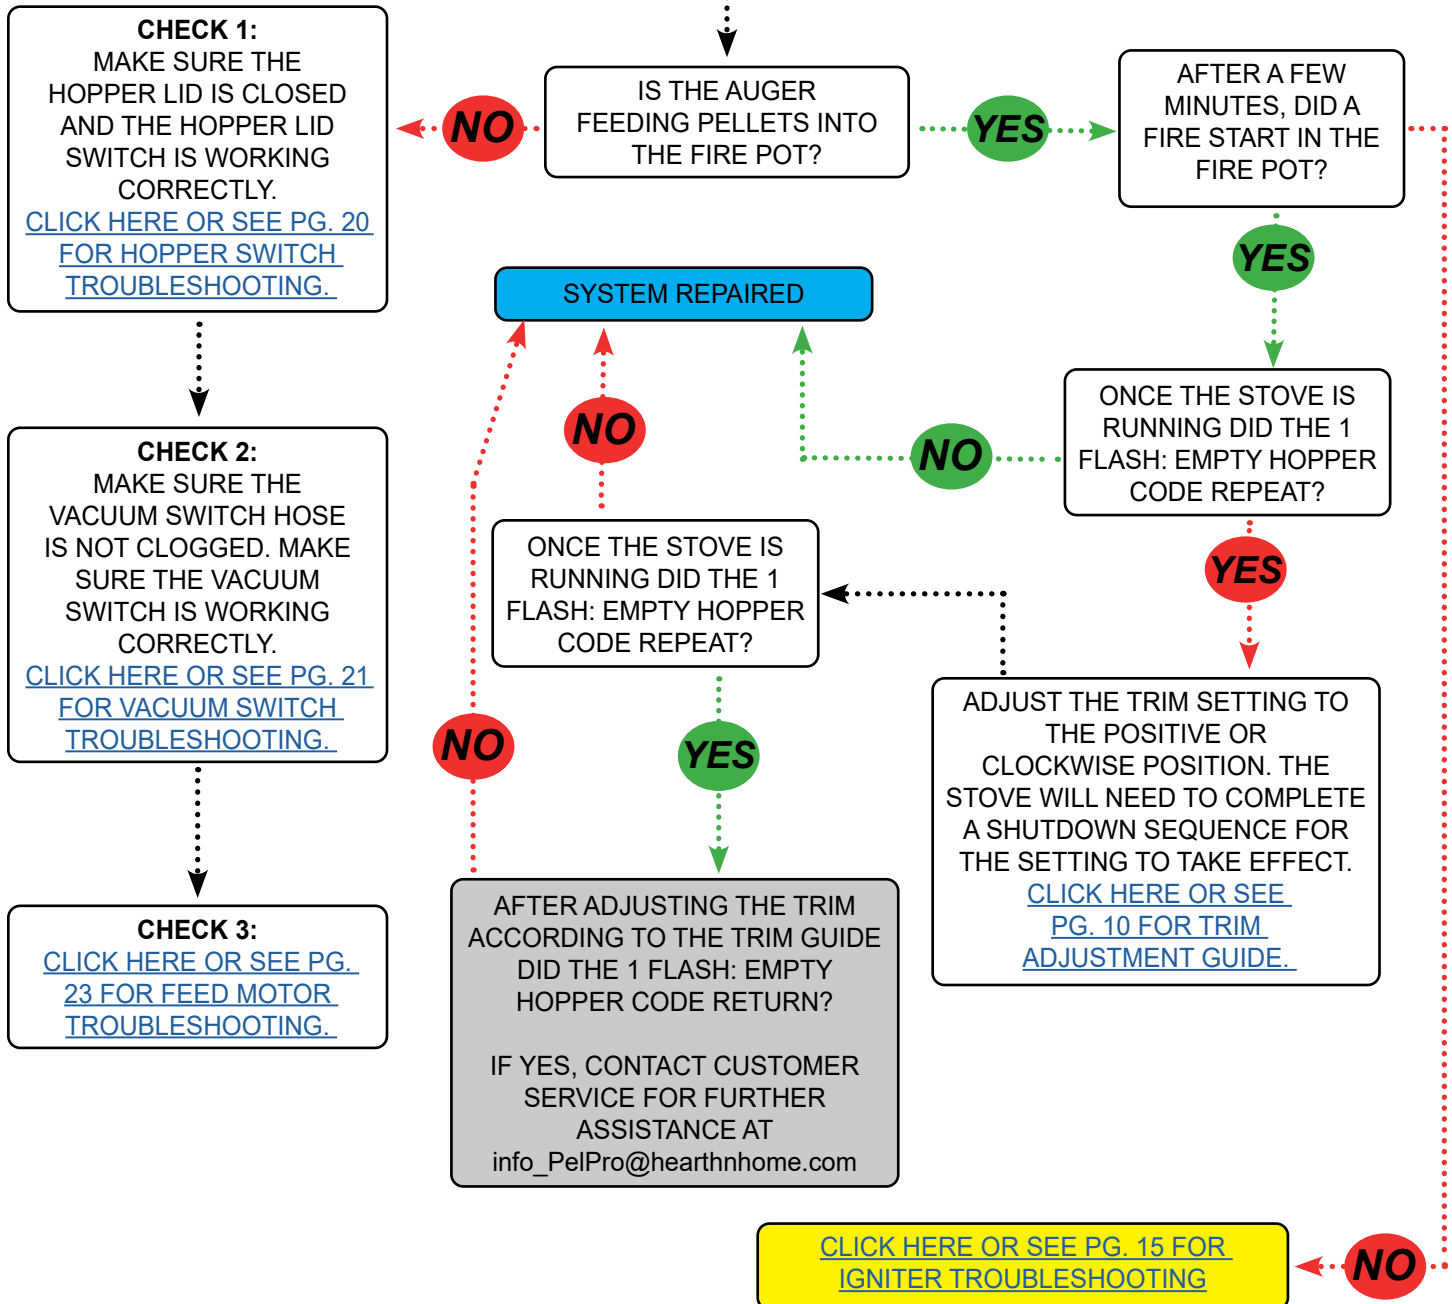 CHECK 1:
MAKE SURE THE
HOPPER LID IS CLOSED
AND THE HOPPER LID
SWITCH IS WORKING
CORRECTLY.
CLICK HERE OR SEE PG. 20
FOR HOPPER SWITCH
TROUBLESHOOTING.
NO
IS THE AUGER
FEEDING PELLETS INTO
THE FIRE POT?
YES
AFTER A FEW
MINUTES, DID A
FIRE START IN THE
FIRE POT?
YES
SYSTEM REPAIRED
ONCE THE STOVE IS
RUNNING DID THE 1
FLASH: EMPTY HOPPER
CODE REPEAT?
NO
NO
CHECK 2:
MAKE SURE THE
VACUUM SWITCH HOSE
IS NOT CLOGGED. MAKE
SURE THE VACUUM
SWITCH IS WORKING
CORRECTLY.
CLICK HERE OR SEE PG. 21
FOR VACUUM SWITCH
TROUBLESHOOTING.
ONCE THE STOVE IS
RUNNING DID THE 1
FLASH: EMPTY HOPPER
CODE REPEAT?
YES
NO
YES
ADJUST THE TRIM SETTING TO
THE POSITIVE OR
CLOCKWISE POSITION. THE
STOVE WILL NEED TO COMPLETE
A SHUTDOWN SEQUENCE FOR
THE SETTING TO TAKE EFFECT.
CLICK HERE OR SEE
PG. 10 FOR TRIM
ADJUSTMENT GUIDE.
CHECK 3:
CLICK HERE OR SEE PG.
23 FOR FEED MOTOR
TROUBLESHOOTING.
AFTER ADJUSTING THE TRIM
ACCORDING TO THE TRIM GUIDE
DID THE 1 FLASH: EMPTY
HOPPER CODE RETURN?
IF YES, CONTACT CUSTOMER
SERVICE FOR FURTHER
ASSISTANCE AT
info_PelPro@hearthnhome.com
CLICK HERE OR SEE PG. 15 FOR
IGNITER TROUBLESHOOTING
NO